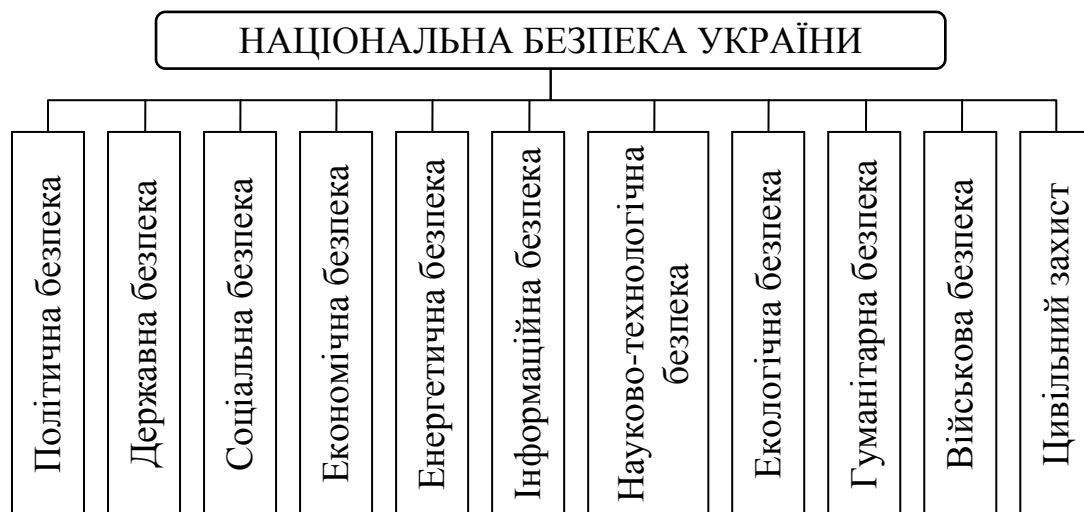 НАЦІОНАЛЬНА БЕЗПЕКА УКРАЇНИ
Політична безпека
Державна безпека
Соціальна безпека
Економічна безпека
Енергетична безпека
Інформаційна безпека
Науково-технологічна
безпека
Екологічна безпека
Гуманітарна безпека
Військова безпека
Цивільний захист